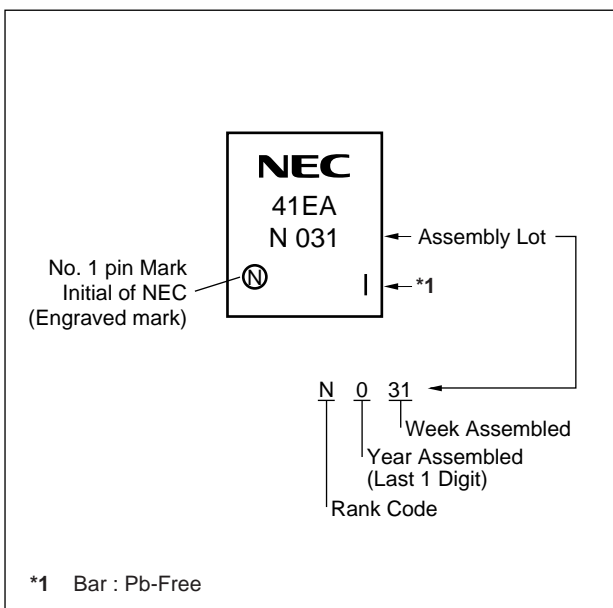 NEC
41EA
N 031
Assembly Lot
No. 1 pin Mark
Initial of NEC
(Engraved mark)
N
*1
N 0 31
Week Assembled
Year Assembled
(Last 1 Digit)
Rank Code
*1 Bar : Pb-Free